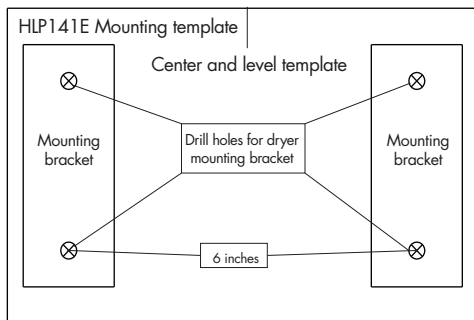 HLP141E Mounting template
Center and level template
Mounting
bracket
Drill holes for dryer
mounting bracket
Mounting
bracket
6 inches